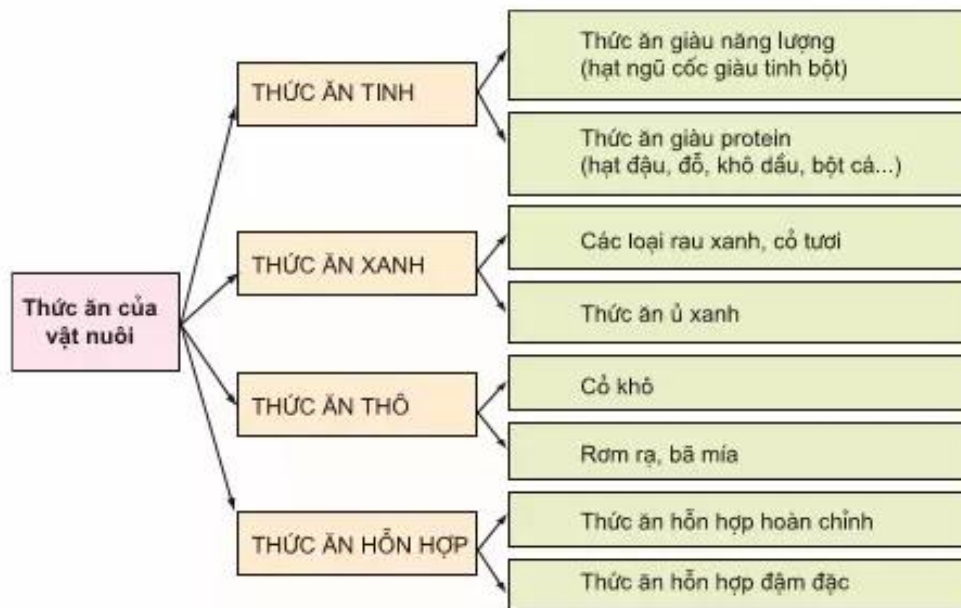 Thức ăn của
vật nuôi
THỨC ĂN TINH
Thức ăn giàu năng lượng
(hạt ngũ cốc giàu tinh bột)
Thức ăn giàu protein
(hạt đậu, đỗ, khô dầu, bột cá...)
THỨC ĂN XANH
Các loại rau xanh, cỏ tươi
Thức ăn ủ xanh
THỨC ĂN THÔ
Cỏ khô
Rơm rạ, bã mía
THỨC ĂN HỖN HỢP
Thức ăn hỗn hợp hoàn chỉnh
Thức ăn hỗn hợp đậm đặc